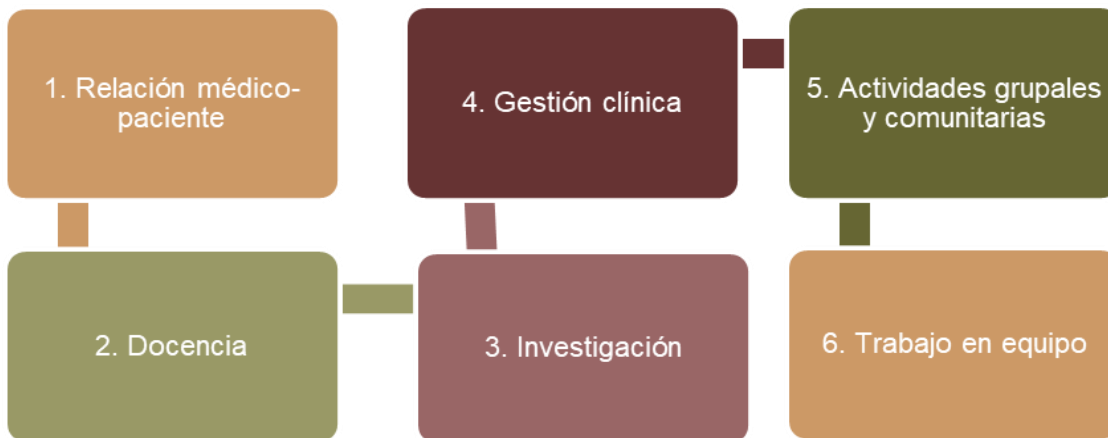 1. Relación médico-
paciente
2. Docencia
3. Investigación
4. Gestión clínica
5. Actividades grupales
y comunitarias
6. Trabajo en equipo